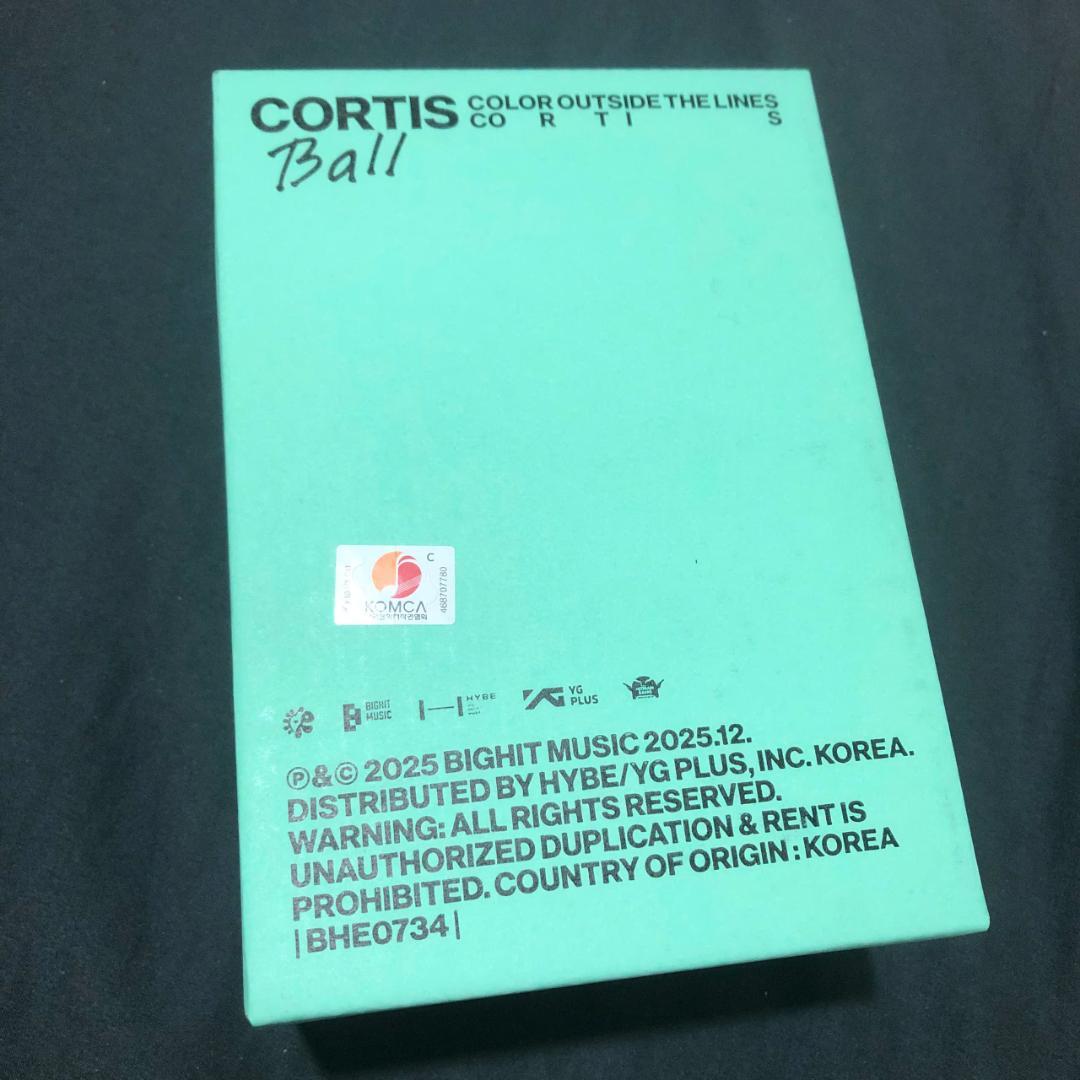 CORTIS COLOR OUTSIDE THE LINES
CO R T I S
Ball
C
468707780
KOMCA
BIGHIT
MUSIC
HYBE
YG
PLUS
Ⓟ&© 2025 BIGHIT MUSIC 2025.12.
DISTRIBUTED BY HYBE/YG PLUS, INC. KOREA.
WARNING: ALL RIGHTS RESERVED.
UNAUTHORIZED DUPLICATION & RENT IS
PROHIBITED. COUNTRY OF ORIGIN : KOREA
|BHE0734|